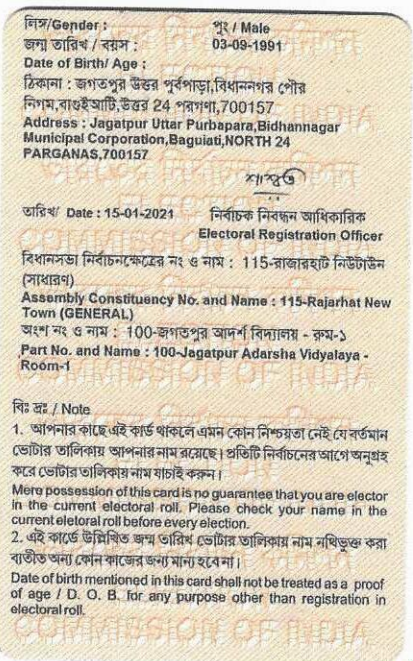 লিঙ্গ/Gender : পুং / Male
জন্ম তারিখ / বয়স : 03-09-1991
Date of Birth/ Age :
ঠিকানা : জগতপুর উত্তর পূর্বপাড়া,বিধাননগর পৌর
নিগম,বাগুইআটি,উত্তর 24 পরগণা,700157
Address : Jagatpur Uttar Purbapara,Bidhannagar
Municipal Corporation,Baguiati,NORTH 24
PARGANAS,700157
তারিখ/ Date : 15-01-2021 নির্বাচক নিবন্ধন আধিকারিক
Electoral Registration Officer
বিধানসভা নির্বাচনক্ষেত্রের নং ও নাম : 115-রাজারহাট নিউটাউন
(সাধারণ)
Assembly Constituency No. and Name : 115-Rajarhat New
Town (GENERAL)
অংশ নং ও নাম : 100-জগতপুর আদর্শ বিদ্যালয় - রুম-১
Part No. and Name : 100-Jagatpur Adarsha Vidyalaya -
Room-1
বিঃ দ্রঃ / Note
1. আপনার কাছে এই কার্ড থাকলে এমন কোন নিশ্চয়তা নেই যে বর্তমান
ভোটার তালিকায় আপনার নাম রয়েছে। প্রতিটি নির্বাচনের আগে অনুগ্রহ
করে ভোটার তালিকায় নাম যাচাই করুন।
Mere possession of this card is no guarantee that you are elector
in the current electoral roll. Please check your name in the
current eletoral roll before every election.
2. এই কার্ডে উল্লিখিত জন্ম তারিখ ভোটার তালিকায় নাম নথিভুক্ত করা
ব্যতীত অন্য কোন কাজের জন্য মান্য হবে না।
Date of birth mentioned in this card shall not be treated as a proof
of age / D. O. B. for any purpose other than registration in
electoral roll.